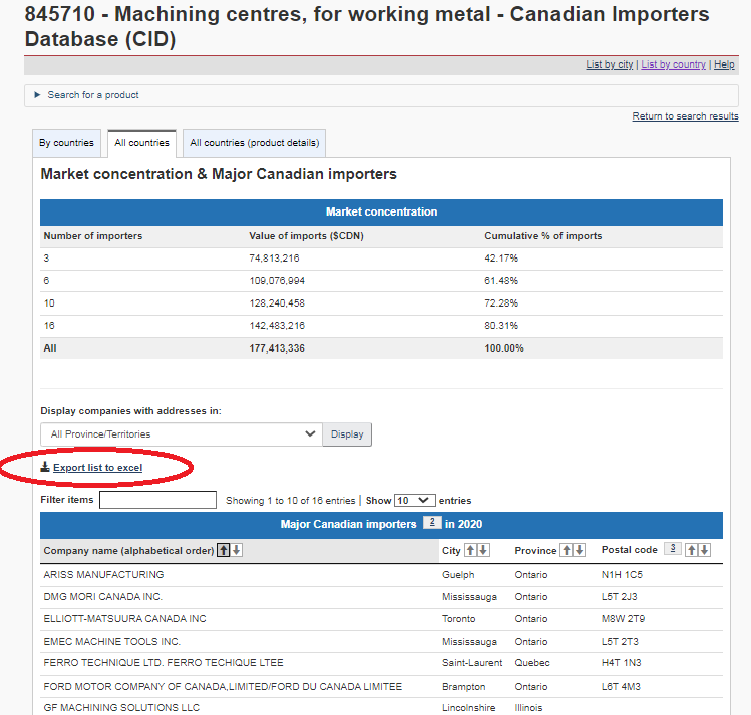 845710 - Machining centres, for working metal - Canadian Importers
Database (CID)
List by city | List by country | Help
Search for a product
Return to search results
By countries All countries All countries (product details)
Market concentration & Major Canadian importers
Market concentration
Number of importers Value of imports ($CDN) Cumulative % of imports
3 74,813,216 42.17%
6 109,076,994 61.48%
10 128,240,458 72.28%
16 142,483,216 80.31%
All 177,413,336 100.00%
Display companies with addresses in:
All Province/Territories Display
Export list to excel
Filter items Showing 1 to 10 of 16 entries | Show 10 entries
Major Canadian importers 2 in 2020
Company name (alphabetical order) City Province Postal code 3
ARISS MANUFACTURING Guelph Ontario N1H 1C5
DMG MORI CANADA INC. Mississauga Ontario L5T 2J3
ELLIOTT-MATSUURA CANADA INC Toronto Ontario M8W 2T9
EMEC MACHINE TOOLS INC. Mississauga Ontario L5T 2T3
FERRO TECHNIQUE LTD. FERRO TECHIQUE LTEE Saint-Laurent Quebec H4T 1N3
FORD MOTOR COMPANY OF CANADA,LIMITED/FORD DU CANADA LIMITEE Brampton Ontario L6T 4M3
GF MACHINING SOLUTIONS LLC Lincolnshire Illinois